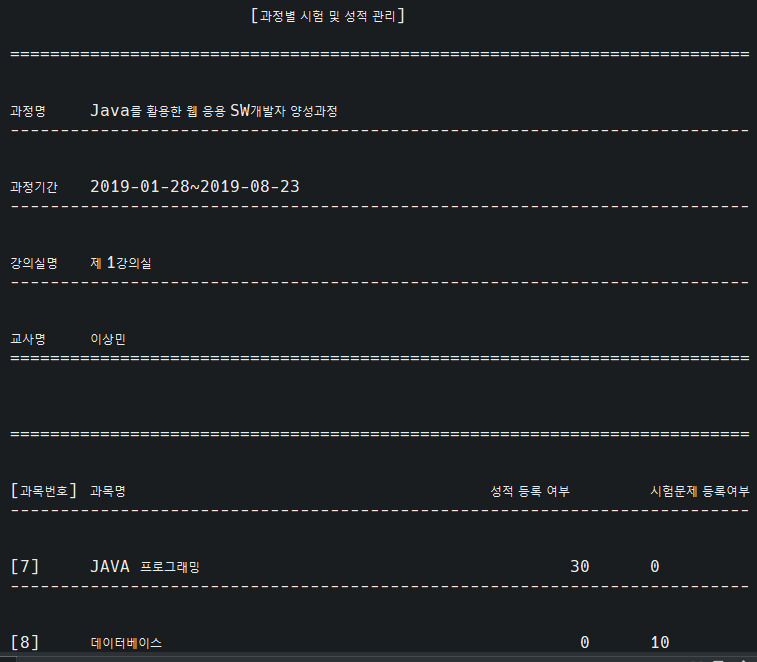 [과정별 시험 및 성적 관리]
==========================================================================
과정명 Java를 활용한 웹 응용 SW개발자 양성과정
--------------------------------------------------------------------------
과정기간 2019-01-28~2019-08-23
--------------------------------------------------------------------------
강의실명 제 1강의실
--------------------------------------------------------------------------
교사명 이상민
==========================================================================
==========================================================================
[과목번호] 과목명 성적 등록 여부 시험문제 등록여부
--------------------------------------------------------------------------
[7] JAVA 프로그래밍 30 0
--------------------------------------------------------------------------
[8] 데이터베이스 0 10